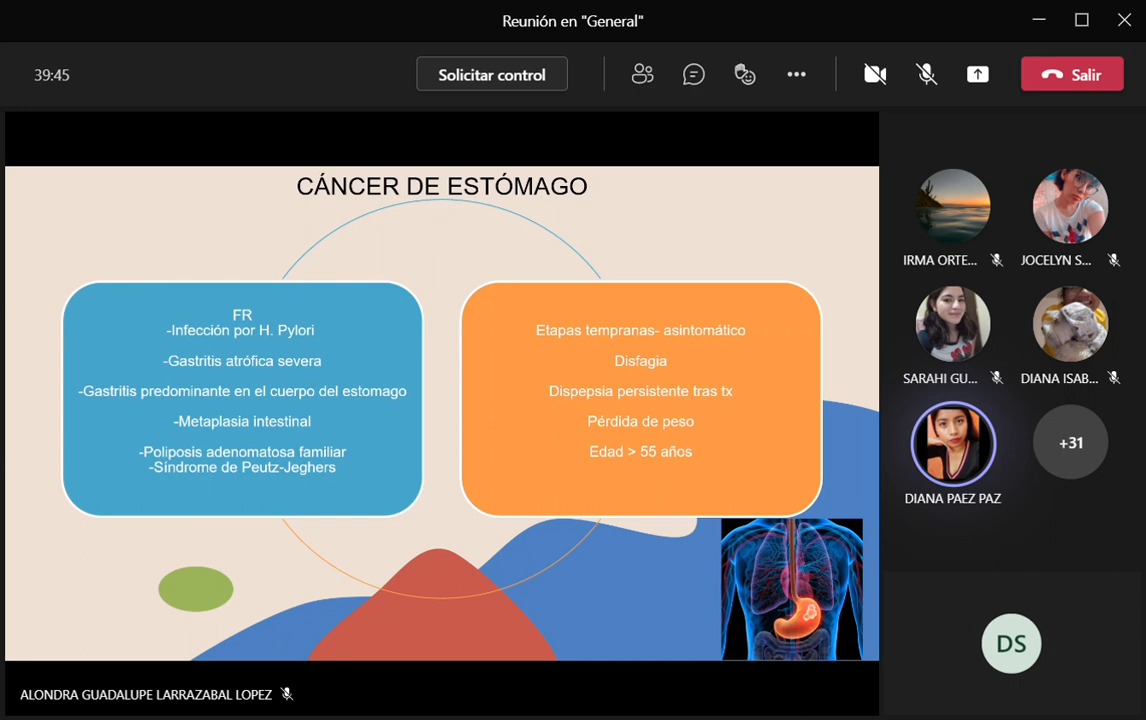 Reunión en "General"
39:45
Solicitar control
Salir
CÁNCER DE ESTÓMAGO
FR
-Infección por H. Pylori
-Gastritis atrófica severa
-Gastritis predominante en el cuerpo del estomago
-Metaplasia intestinal
-Poliposis adenomatosa familiar
-Síndrome de Peutz-Jeghers
Etapas tempranas- asintomático
Disfagia
Dispepsia persistente tras tx
Pérdida de peso
Edad > 55 años
IRMA ORTE...
JOCELYN S...
SARAHI GU...
DIANA ISAB...
DIANA PAEZ PAZ
+31
DS
ALONDRA GUADALUPE LARRAZABAL LOPEZ